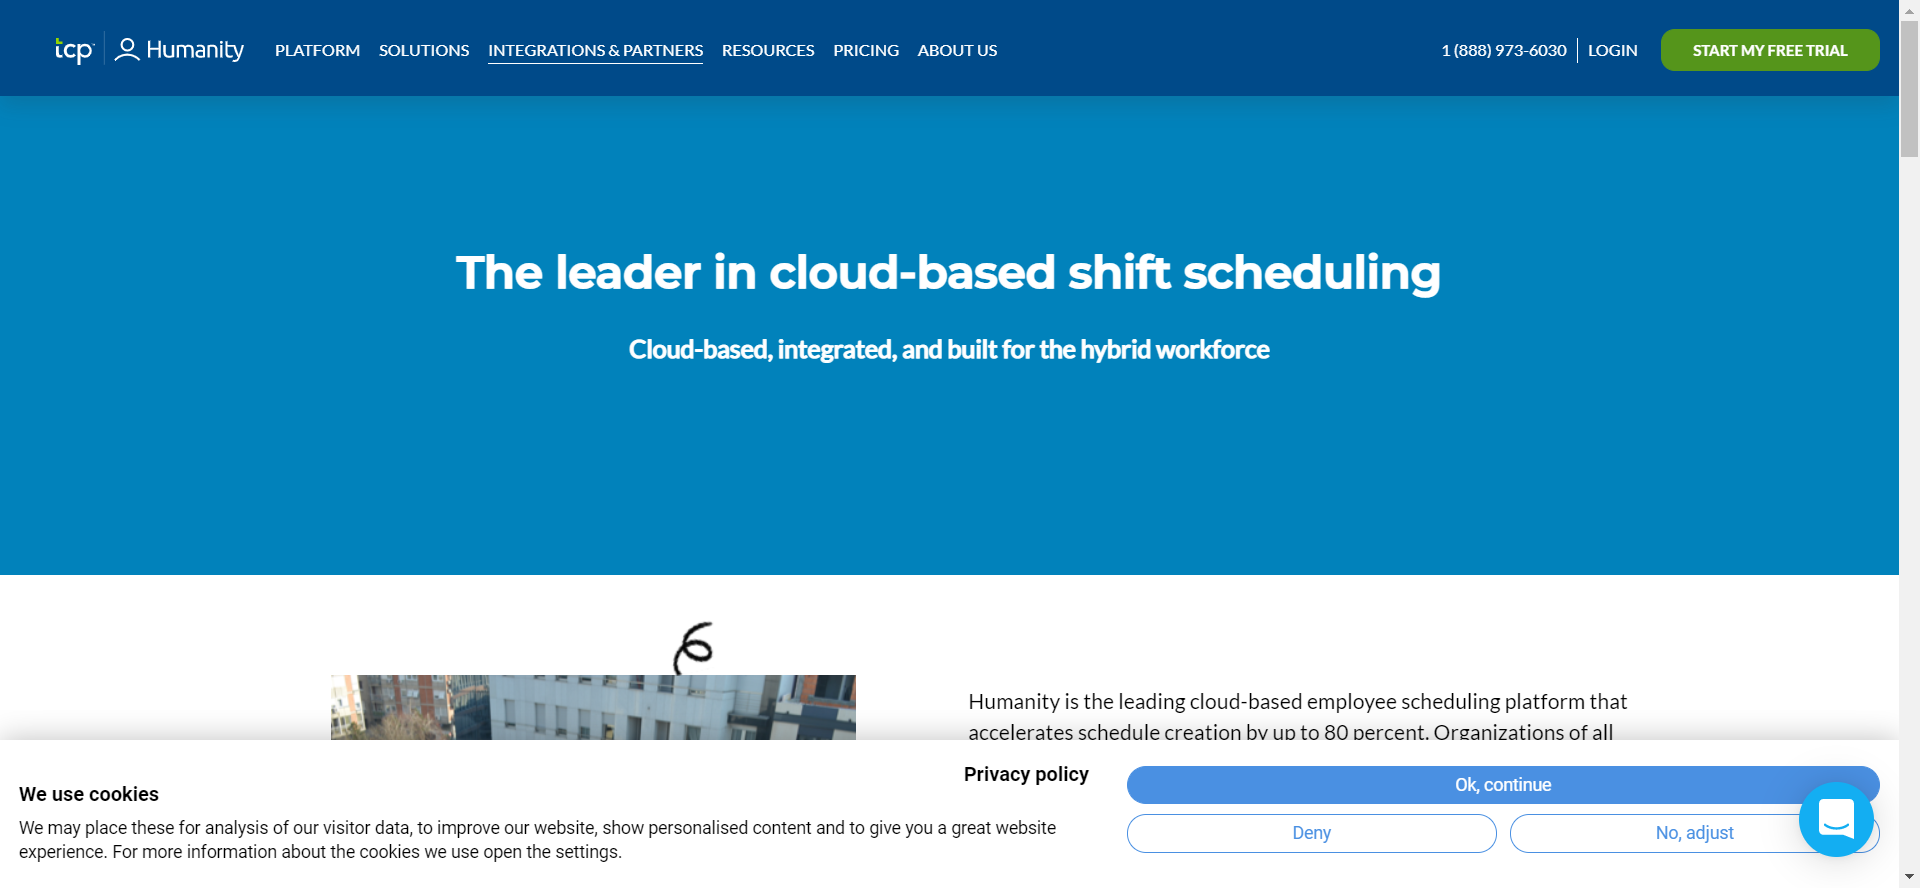 tcp Humanity PLATFORM SOLUTIONS INTEGRATIONS & PARTNERS RESOURCES PRICING ABOUT US 1 (888) 973-6030 LOGIN START MY FREE TRIAL
The leader in cloud-based shift scheduling
Cloud-based, integrated, and built for the hybrid workforce
Humanity is the leading cloud-based employee scheduling platform that
accelerates schedule creation by up to 80 percent. Organizations of all
We use cookies
We may place these for analysis of our visitor data, to improve our website, show personalised content and to give you a great website
experience. For more information about the cookies we use open the settings.
Privacy policy
Ok, continue
Deny
No, adjust